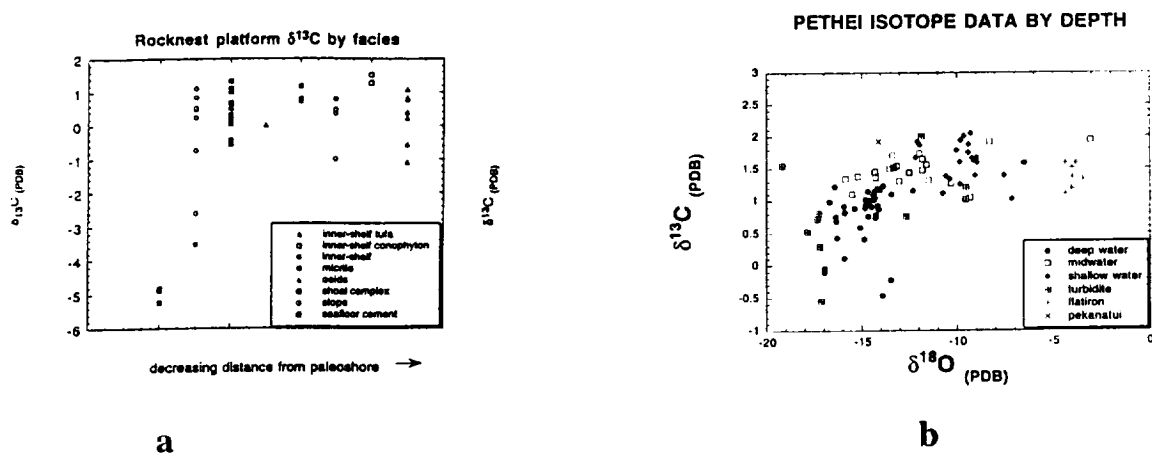 Rocknest platform δ¹³C by facies
2
1
0
-1
-2
-3
-4
-5
-6
δ13C (PDB)
inner-shelf tufa
inner-shelf conophyton
inner-shelf
micrite
ooids
shoal complex
slope
seafloor cement
decreasing distance from paleoshore →
δ¹³C (PDB)
a
PETHEI ISOTOPE DATA BY DEPTH
3
2.5
2
1.5
1
0.5
0
-0.5
-1
δ¹³C (PDB)
deep water
midwater
shallow water
turbidite
flatiron
pekanatui
-20
-15
-10
-5
0
δ¹⁸O (PDB)
b